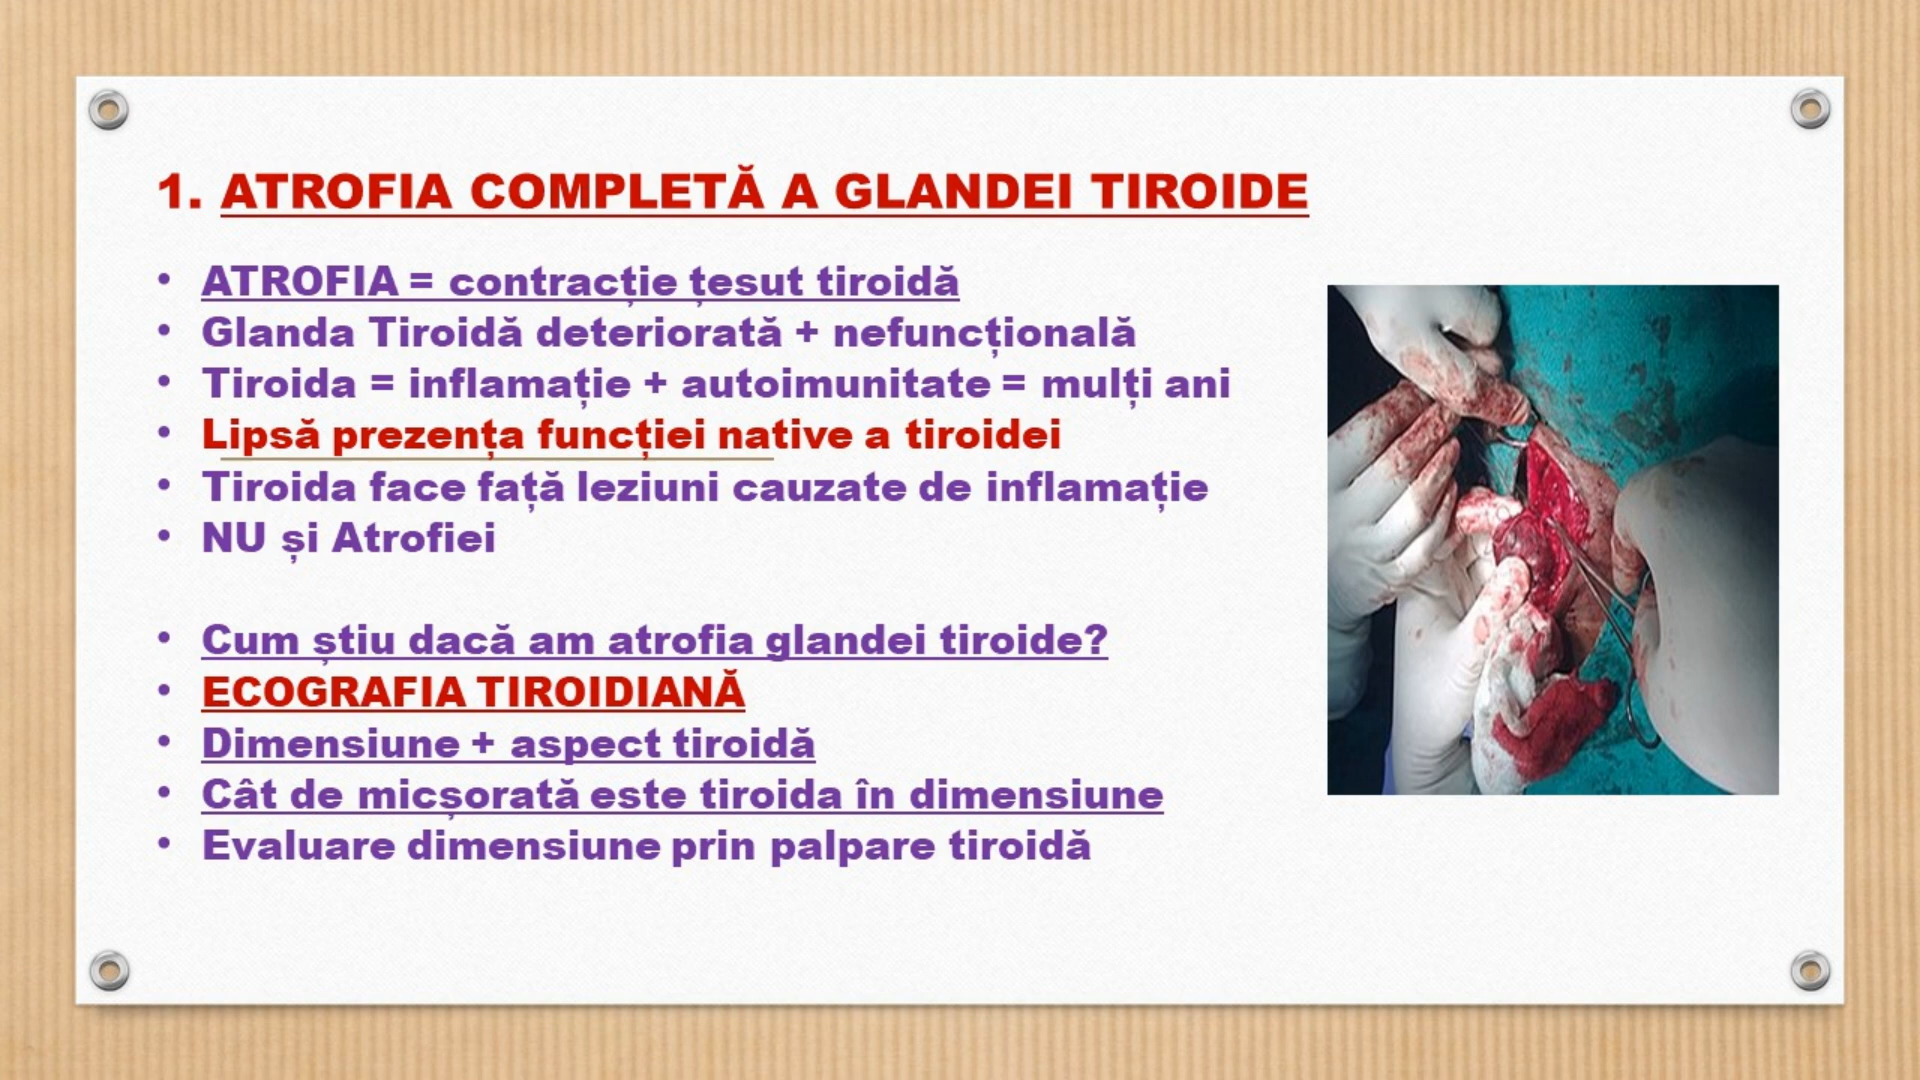 1. ATROFIA COMPLETĂ A GLANDEI TIROIDE
• ATROFIA = contracție țesut tiroidă
• Glanda Tiroidă deteriorată + nefuncțională
• Tiroida = inflamație + autoimunitate = mulți ani
• Lipsă prezența funcției native a tiroidei
• Tiroida face față leziuni cauzate de inflamație
• NU și Atrofiei
• Cum știu dacă am atrofia glandei tiroide?
• ECOGRAFIA TIROIDIANĂ
• Dimensiune + aspect tiroidă
• Cât de micșorată este tiroida în dimensiune
• Evaluare dimensiune prin palpare tiroidă